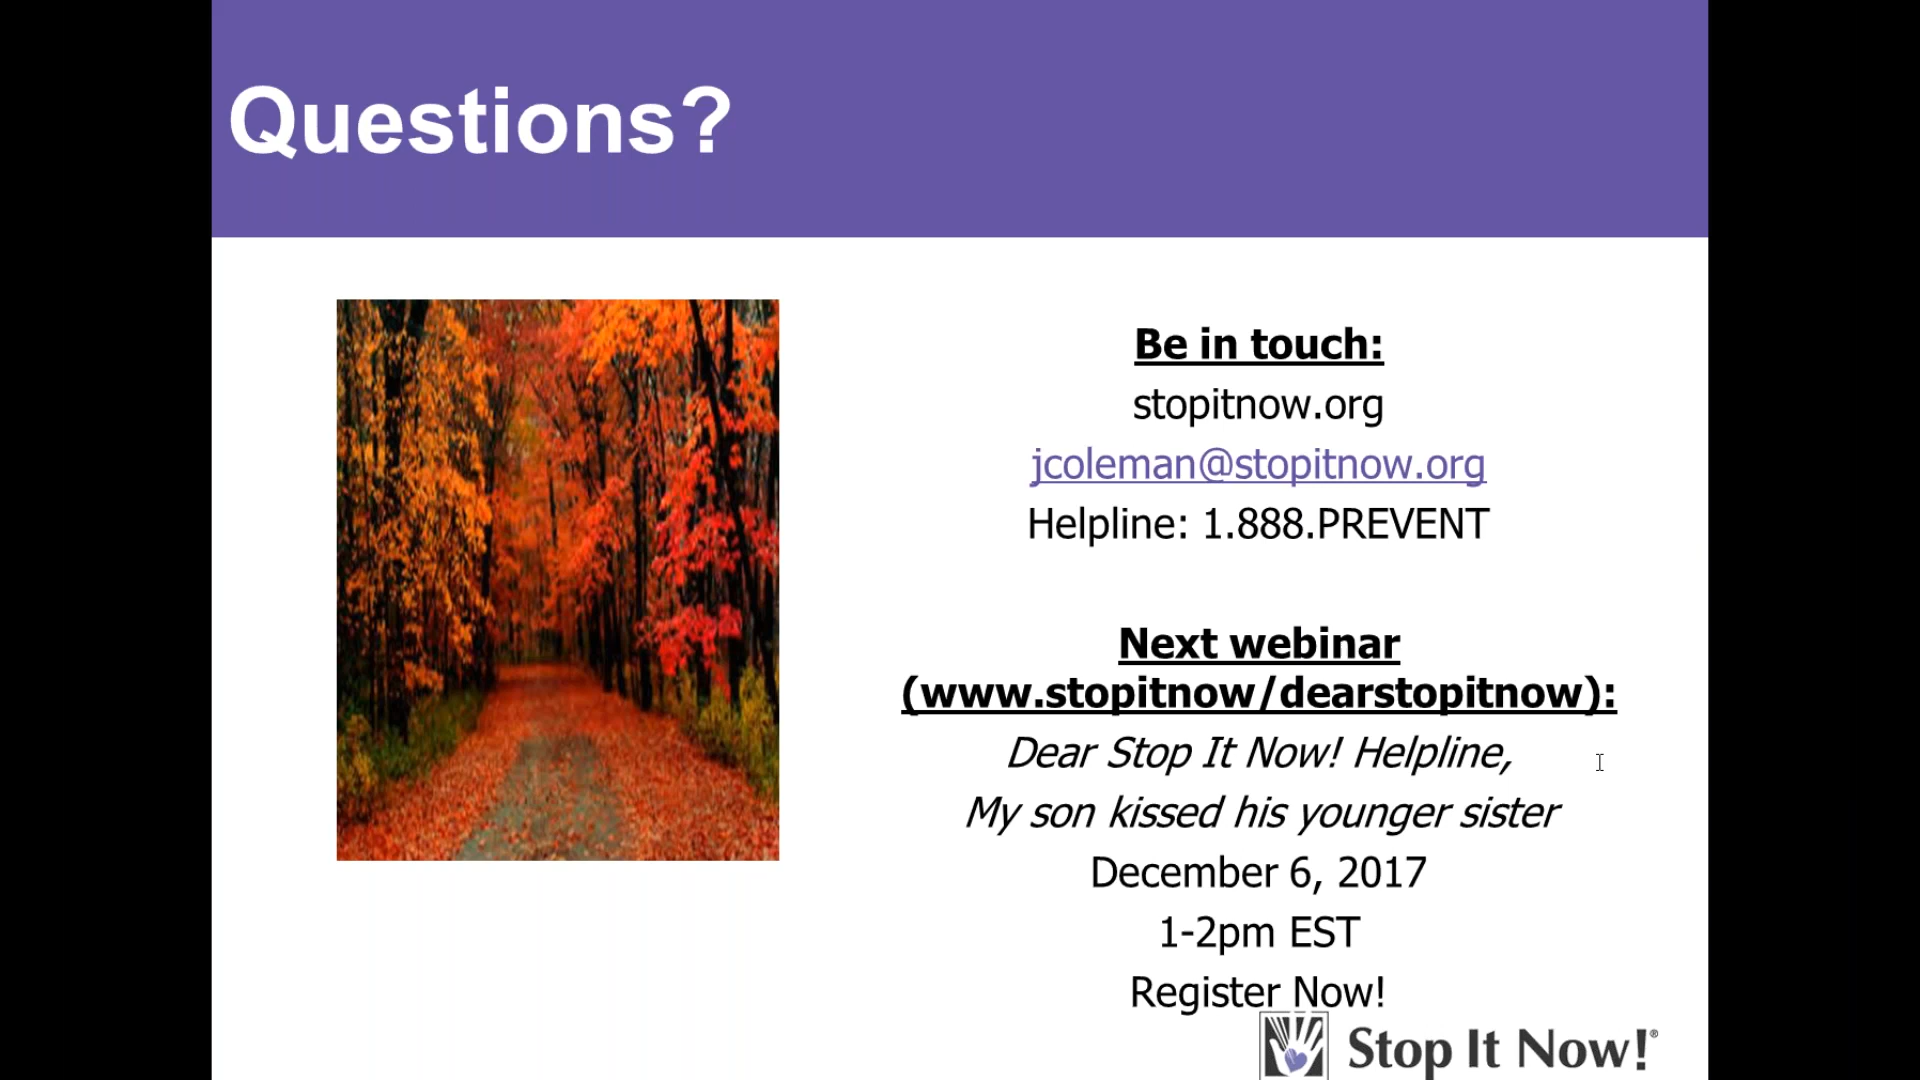 Questions?
Be in touch:
stopitnow.org
jcoleman@stopitnow.org
Helpline: 1.888.PREVENT
Next webinar
(www.stopitnow/dearstopitnow):
Dear Stop It Now! Helpline,
My son kissed his younger sister
December 6, 2017
1-2pm EST
Register Now!
Stop It Now!®